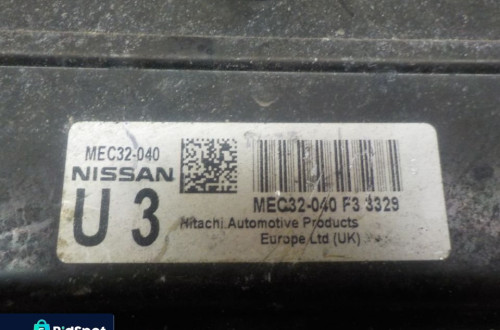 MEC32-040
NISSAN
U 3
MEC32-040 F3 3329
Hitachi Automotive Products
Europe Ltd (UK)
BidSpot